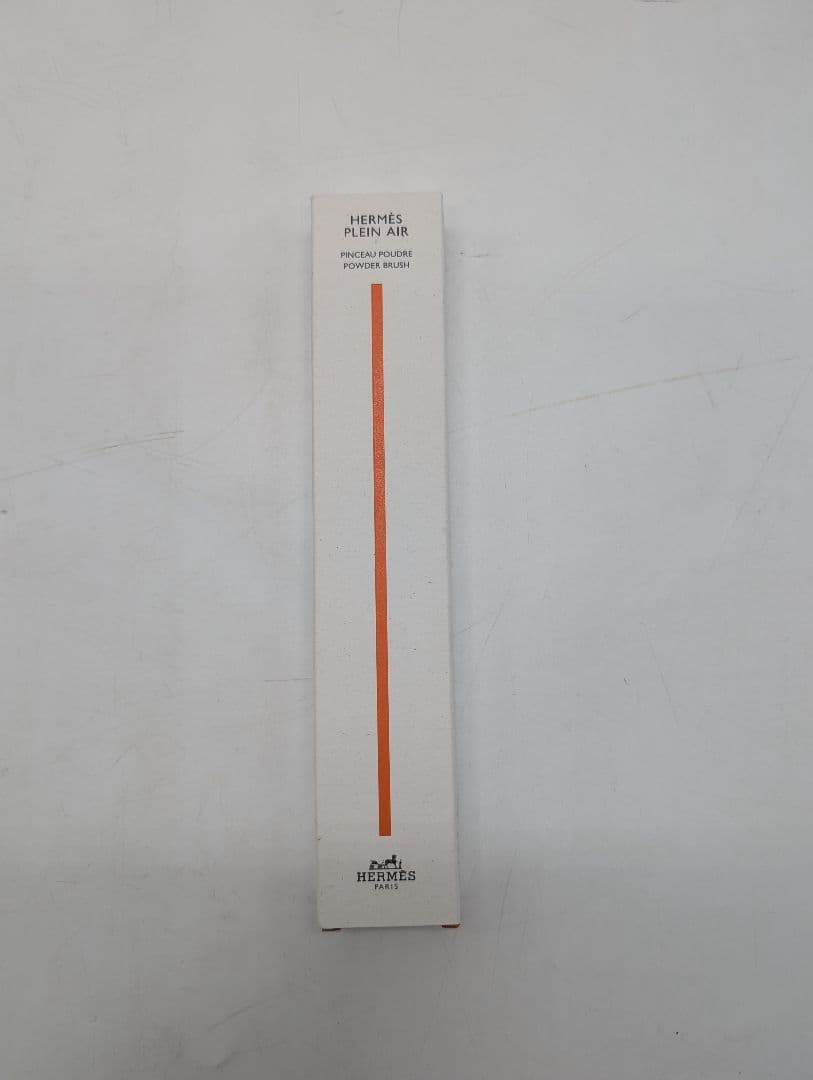 HERMÈS
PLEIN AIR
PINCEAU POUDRE
POWDER BRUSH
HERMÈS
PARIS